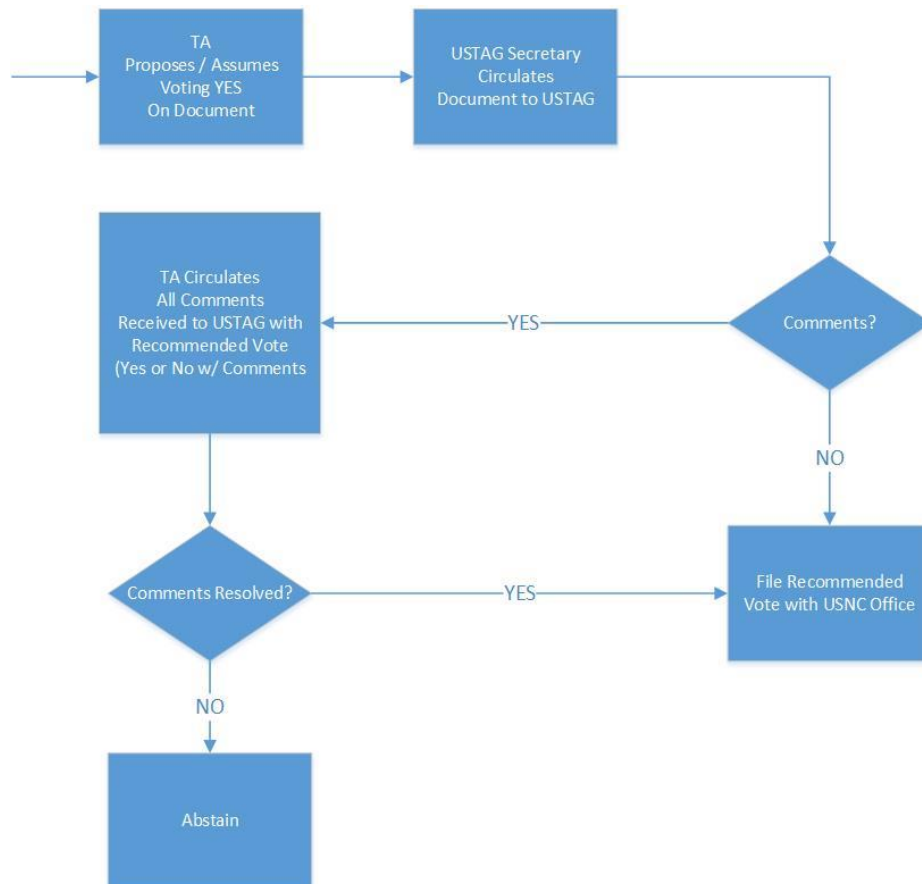 TA
Proposes / Assumes
Voting YES
On Document
USTAG Secretary
Circulates
Document to USTAG
TA Circulates
All Comments
Received to USTAG with
Recommended Vote
(Yes or No w/ Comments
YES
Comments?
NO
Comments Resolved?
YES
File Recommended
Vote with USNC Office
NO
Abstain